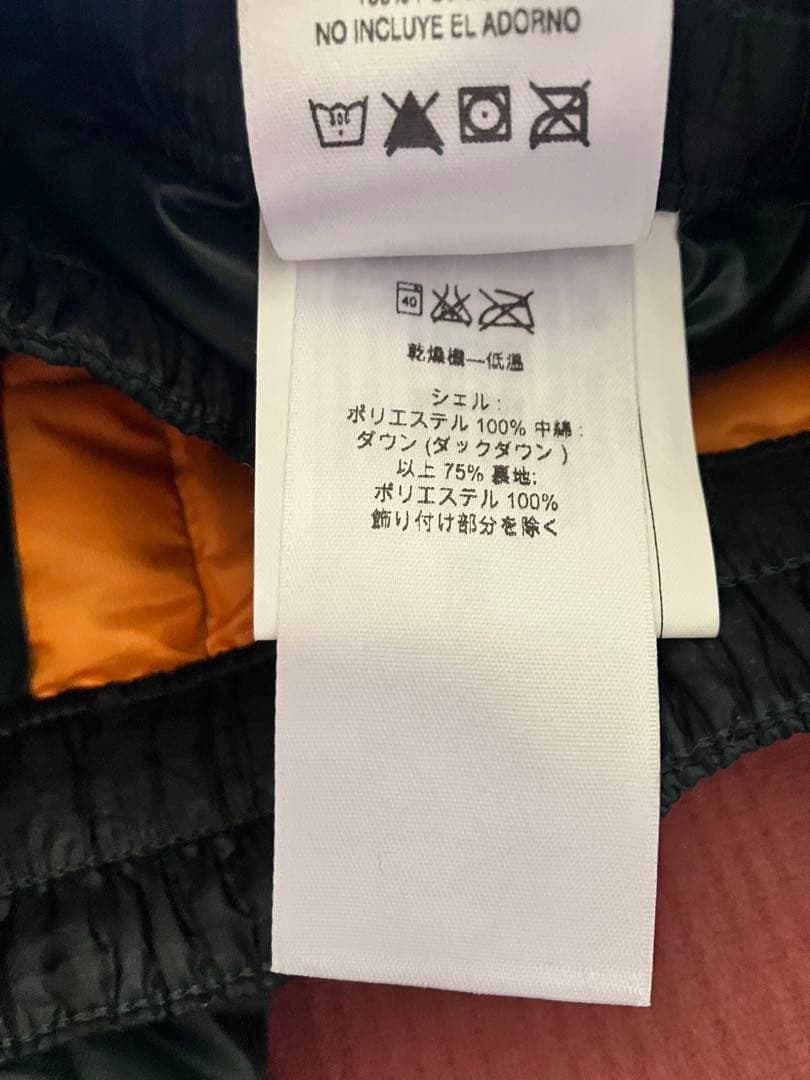 NO INCLUYE EL ADORNO
40
乾燥機—低温
シェル :
ポリエステル 100% 中綿 :
ダウン (ダックダウン )
以上 75% 裏地:
ポリエステル 100%
飾り付け部分を除く